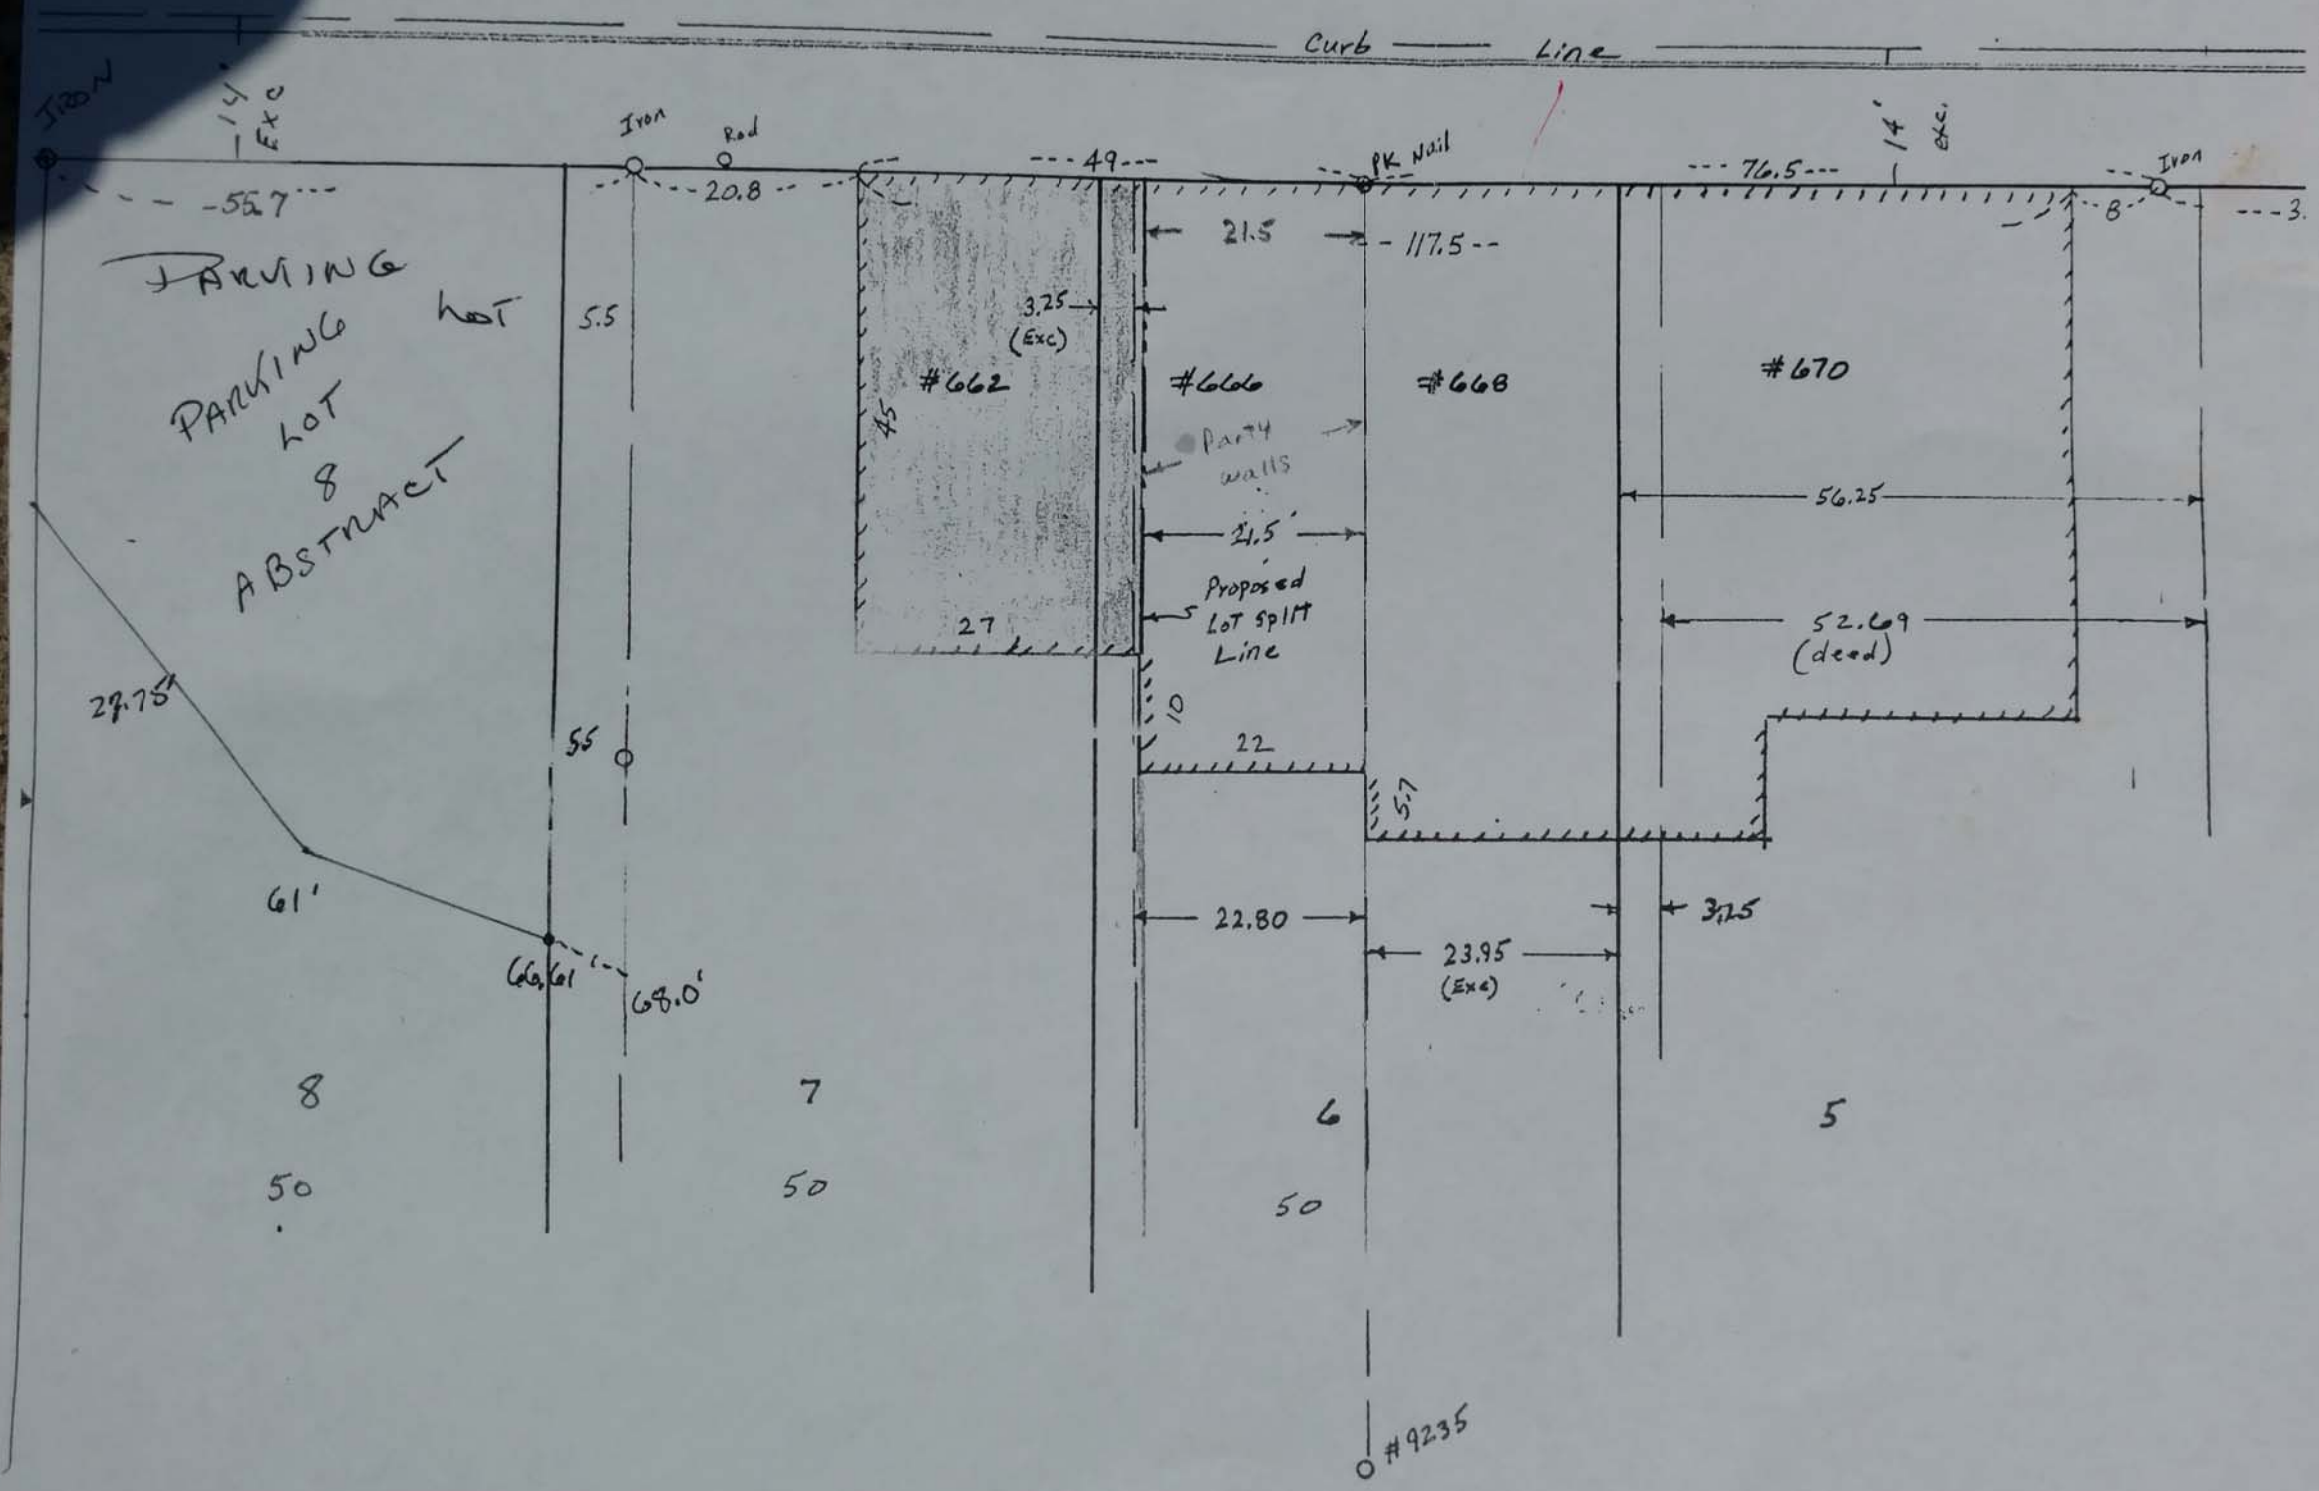 Curb Line
IRON
14'
Exc
Iron
Rod
---49---
PK Nail
---76.5---
14'
exc.
Iron
-55.7---
--20.8--
8
---3.
21.5
-117.5--
PARKING
LOT
PARKING
LOT
8
ABSTRACT
5.5
3.25
(Exc)
#662
#666
#668
#670
45
Party
walls
56.25
21.5'
Proposed
Lot Split
Line
27
52.69
(deed)
27.75'
10
55
22
5.7
61'
22.80
3.25
23.95
(Exc)
66.61'
68.0'
8
7
6
5
50
50
50
#9235